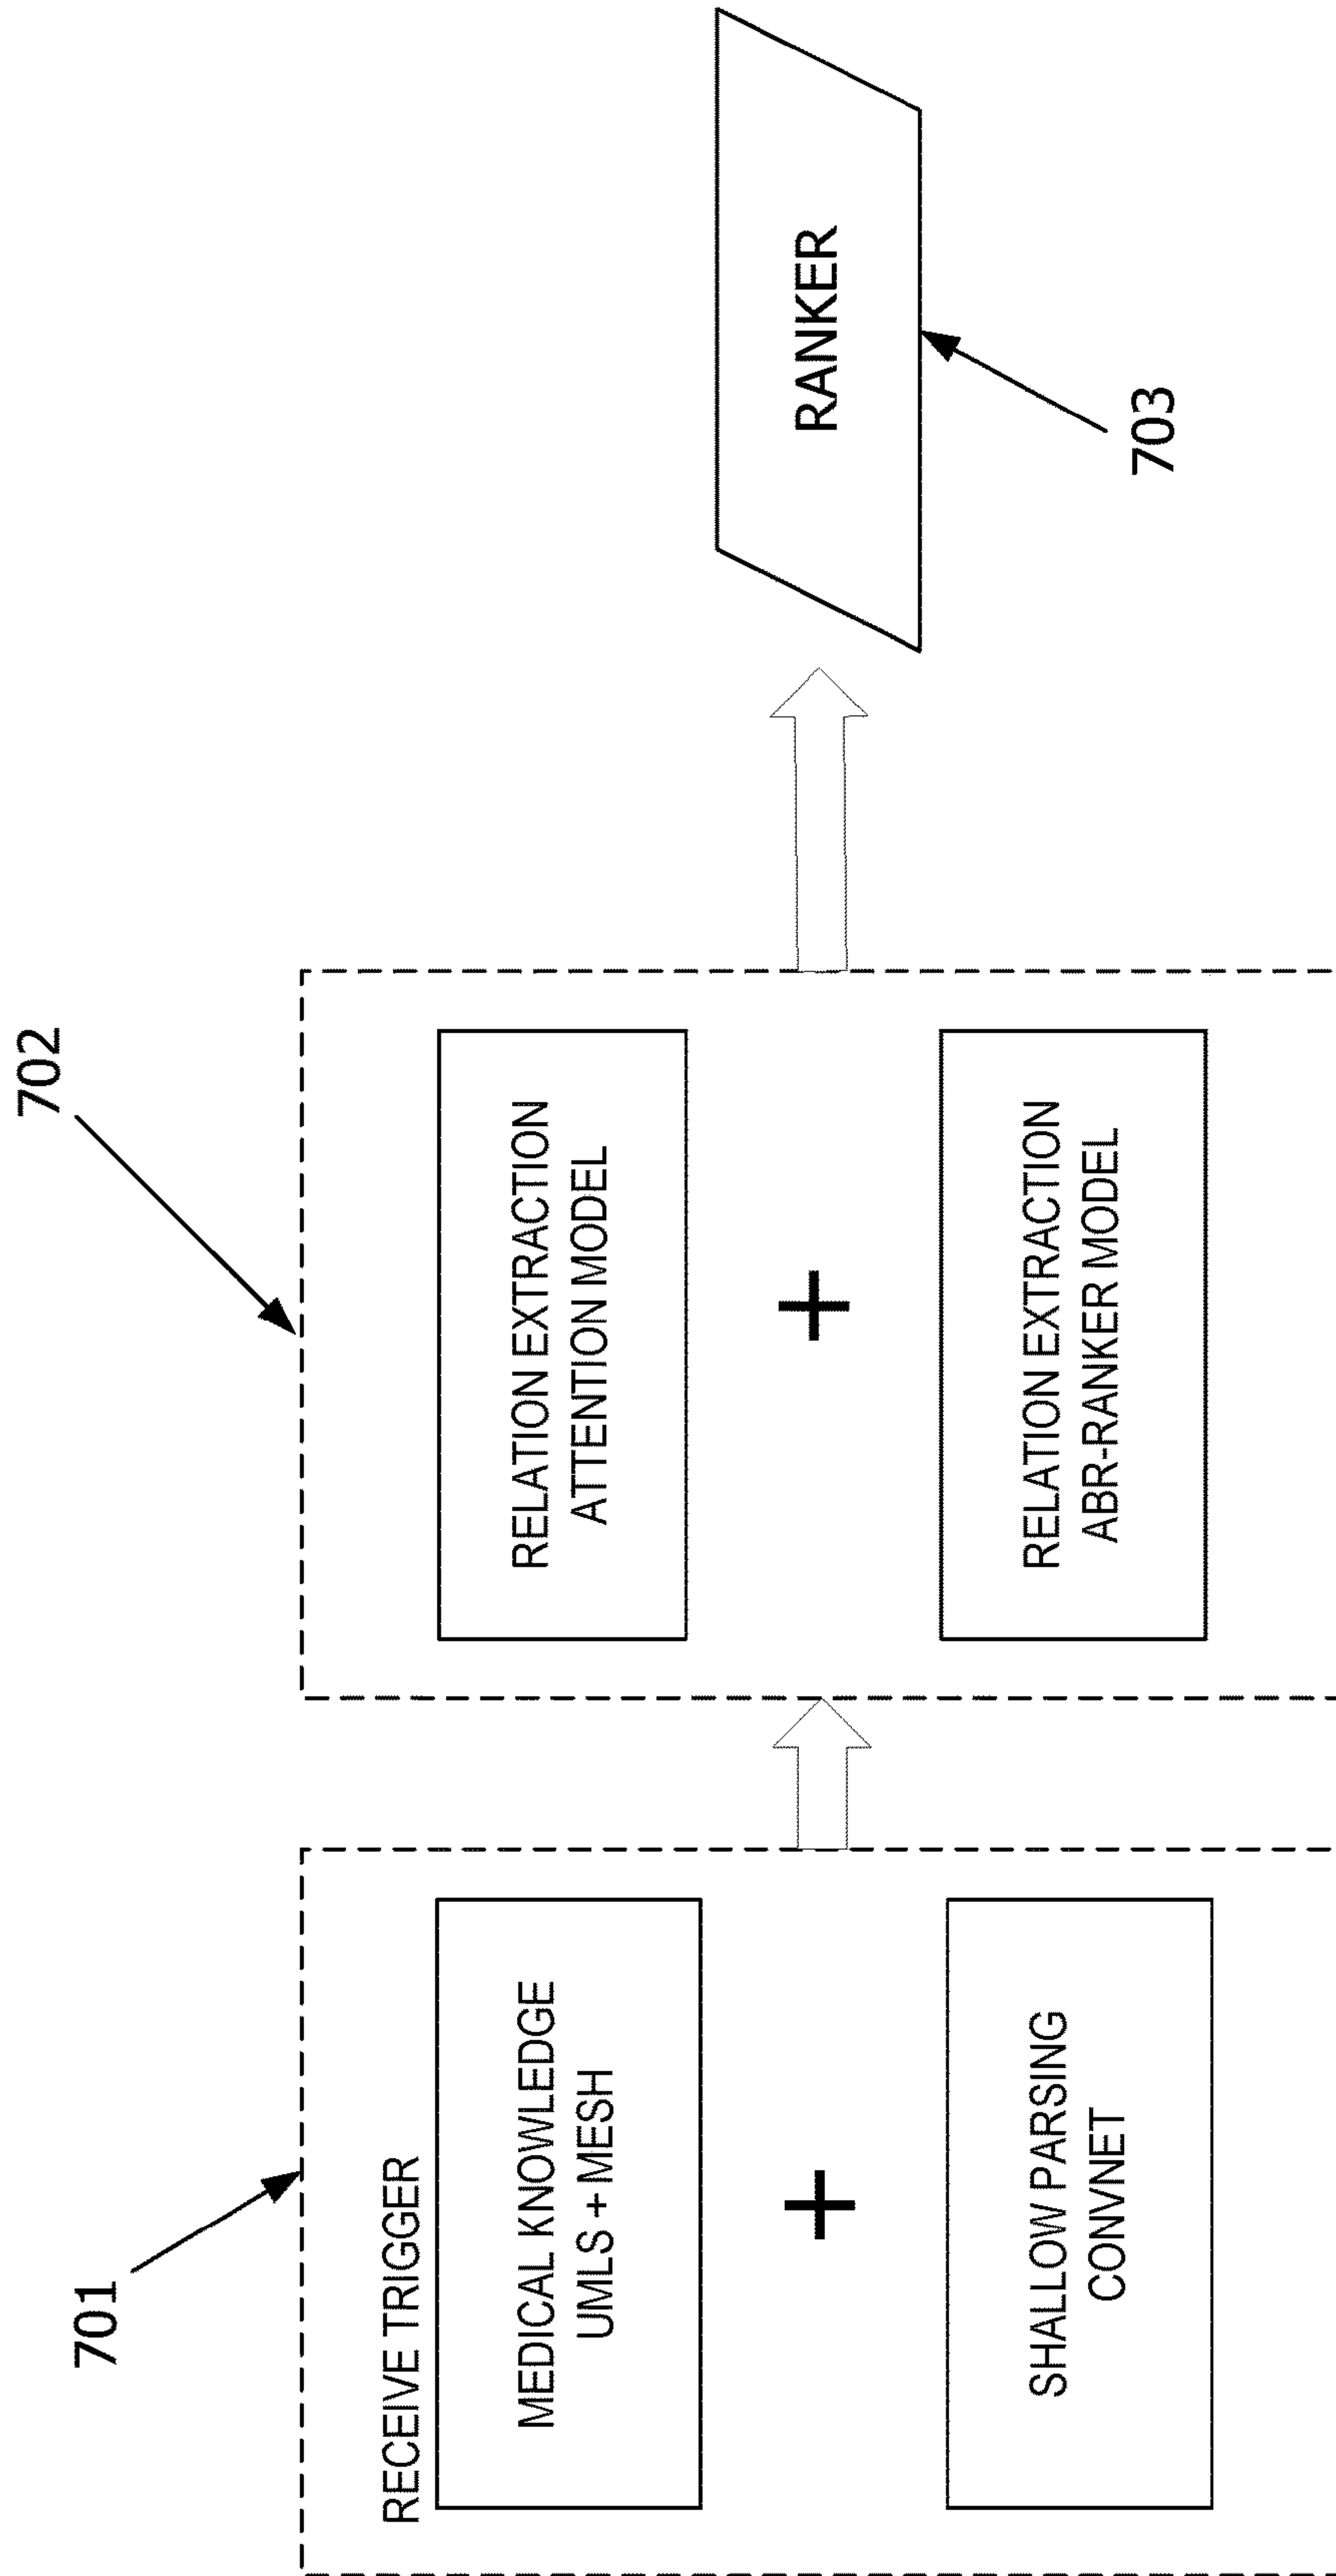 701
RECEIVE TRIGGER
MEDICAL KNOWLEDGE
UMLS + MESH
+
SHALLOW PARSING
CONVNET
702
RELATION EXTRACTION
ATTENTION MODEL
+
RELATION EXTRACTION
ABR-RANKER MODEL
RANKER
703